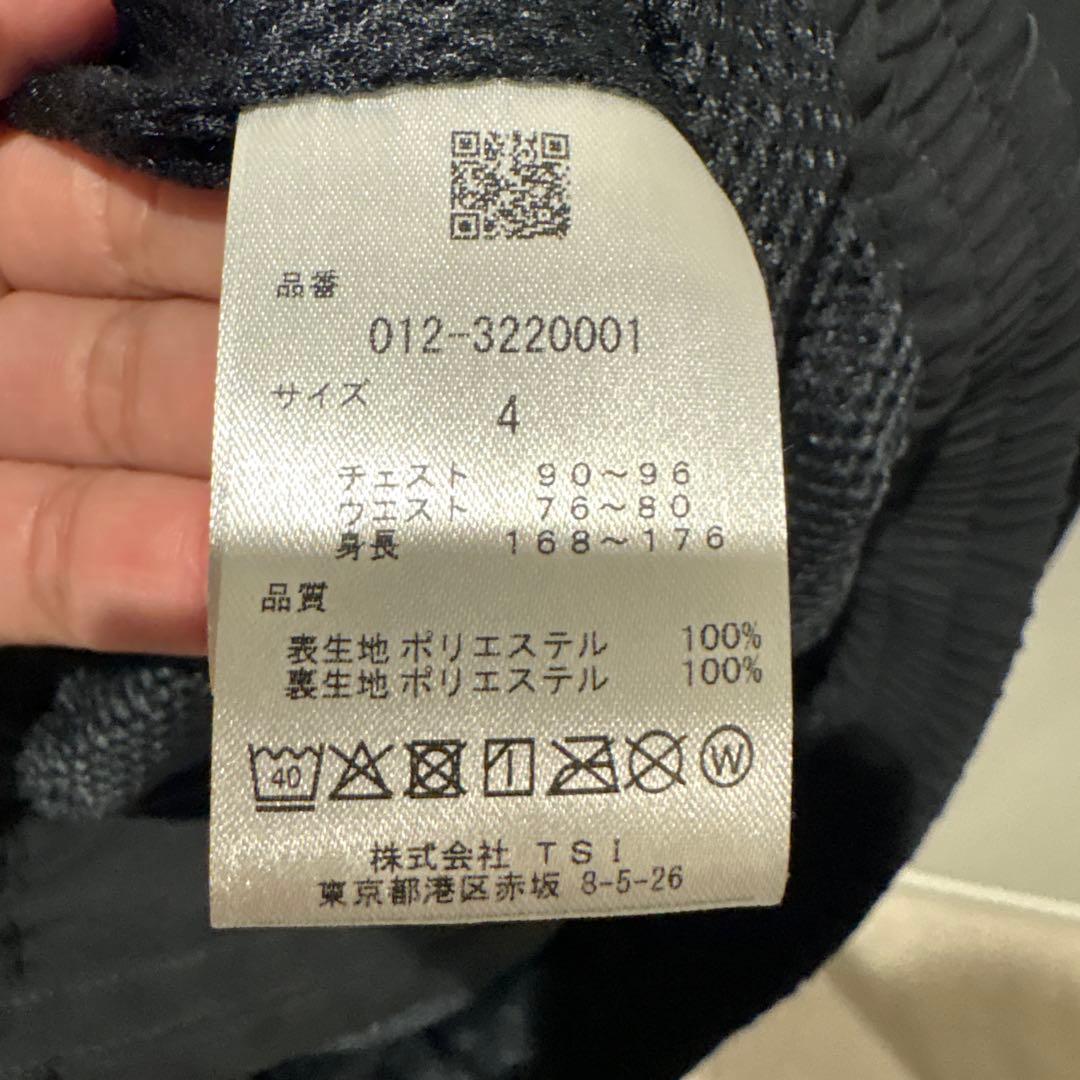 品番
012-3220001
サイズ 4
チェスト 90~96
ウエスト 76~80
身長 168~176
品質
表生地 ポリエステル 100%
裏生地 ポリエステル 100%
40 W
株式会社 TSI
東京都港区赤坂 8-5-26